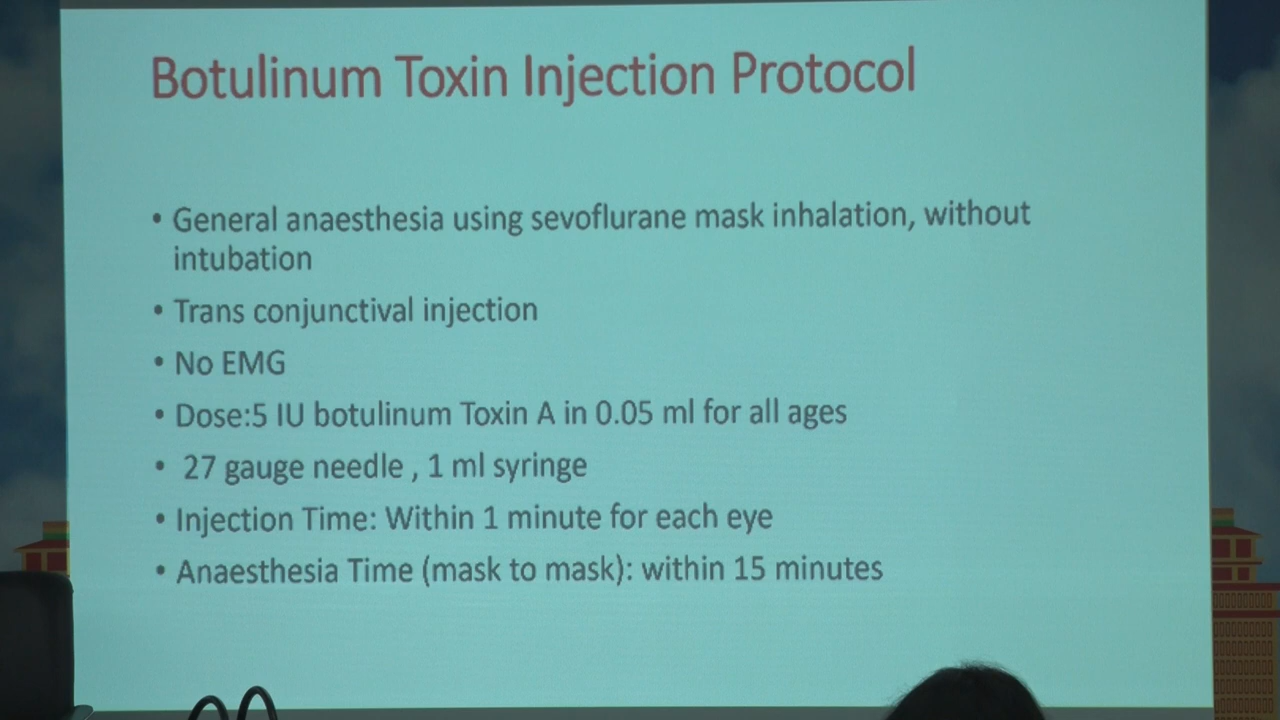 Botulinum Toxin Injection Protocol
• General anaesthesia using sevoflurane mask inhalation, without
intubation
• Trans conjunctival injection
• No EMG
• Dose:5 IU botulinum Toxin A in 0.05 ml for all ages
• 27 gauge needle , 1 ml syringe
• Injection Time: Within 1 minute for each eye
• Anaesthesia Time (mask to mask): within 15 minutes